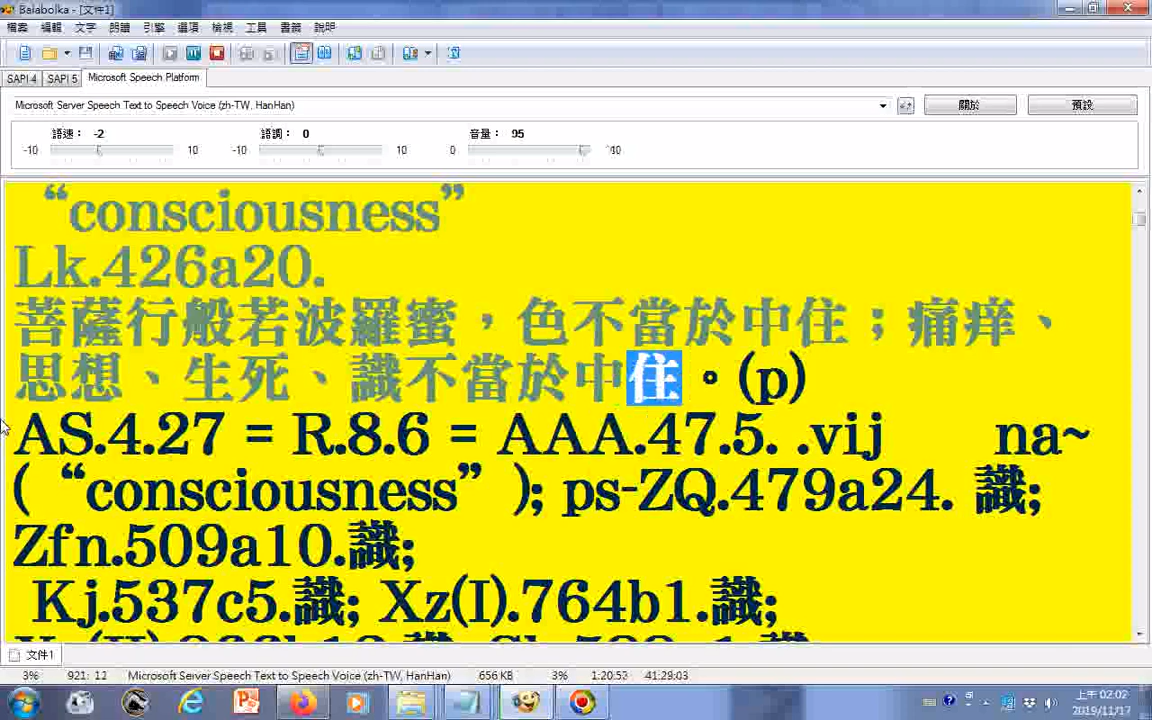 Balabolka - [文件1]
檔案 編輯 文字 朗讀 引擎 選項 檢視 工具 書籤 說明
SAPI 4 SAPI 5 Microsoft Speech Platform
Microsoft Server Speech Text to Speech Voice (zh-TW, HanHan) 關於 預設
語速： -2 語調： 0 音量： 95
-10 10 -10 10 0
“consciousness”
Lk.426a20.
菩薩行般若波羅蜜，色不當於中住；痛痒、
思想、生死、識不當於中住。(p)
AS.4.27 = R.8.6 = AAA.47.5. .vij na~
(“consciousness”); ps-ZQ.479a24. 識;
Zfn.509a10.識;
Kj.537c5.識; Xz(I).764b1.識;
文件1
3% 921: 12 Microsoft Server Speech Text to Speech Voice (zh-TW, HanHan) 656 KB 3% 1:20:53 41:29:03
上午 02:02
2019/11/17